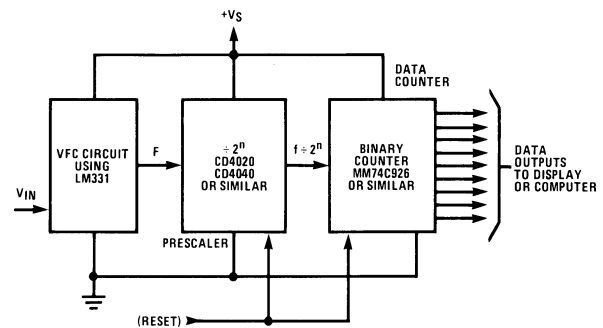 +VS
DATA
COUNTER
VFC CIRCUIT
USING
LM331
F
÷ 2ⁿ
CD4020
CD4040
OR SIMILAR
f ÷ 2ⁿ
BINARY
COUNTER
MM74C926
OR SIMILAR
DATA
OUTPUTS
TO DISPLAY
OR COMPUTER
VIN
PRESCALER
(RESET)